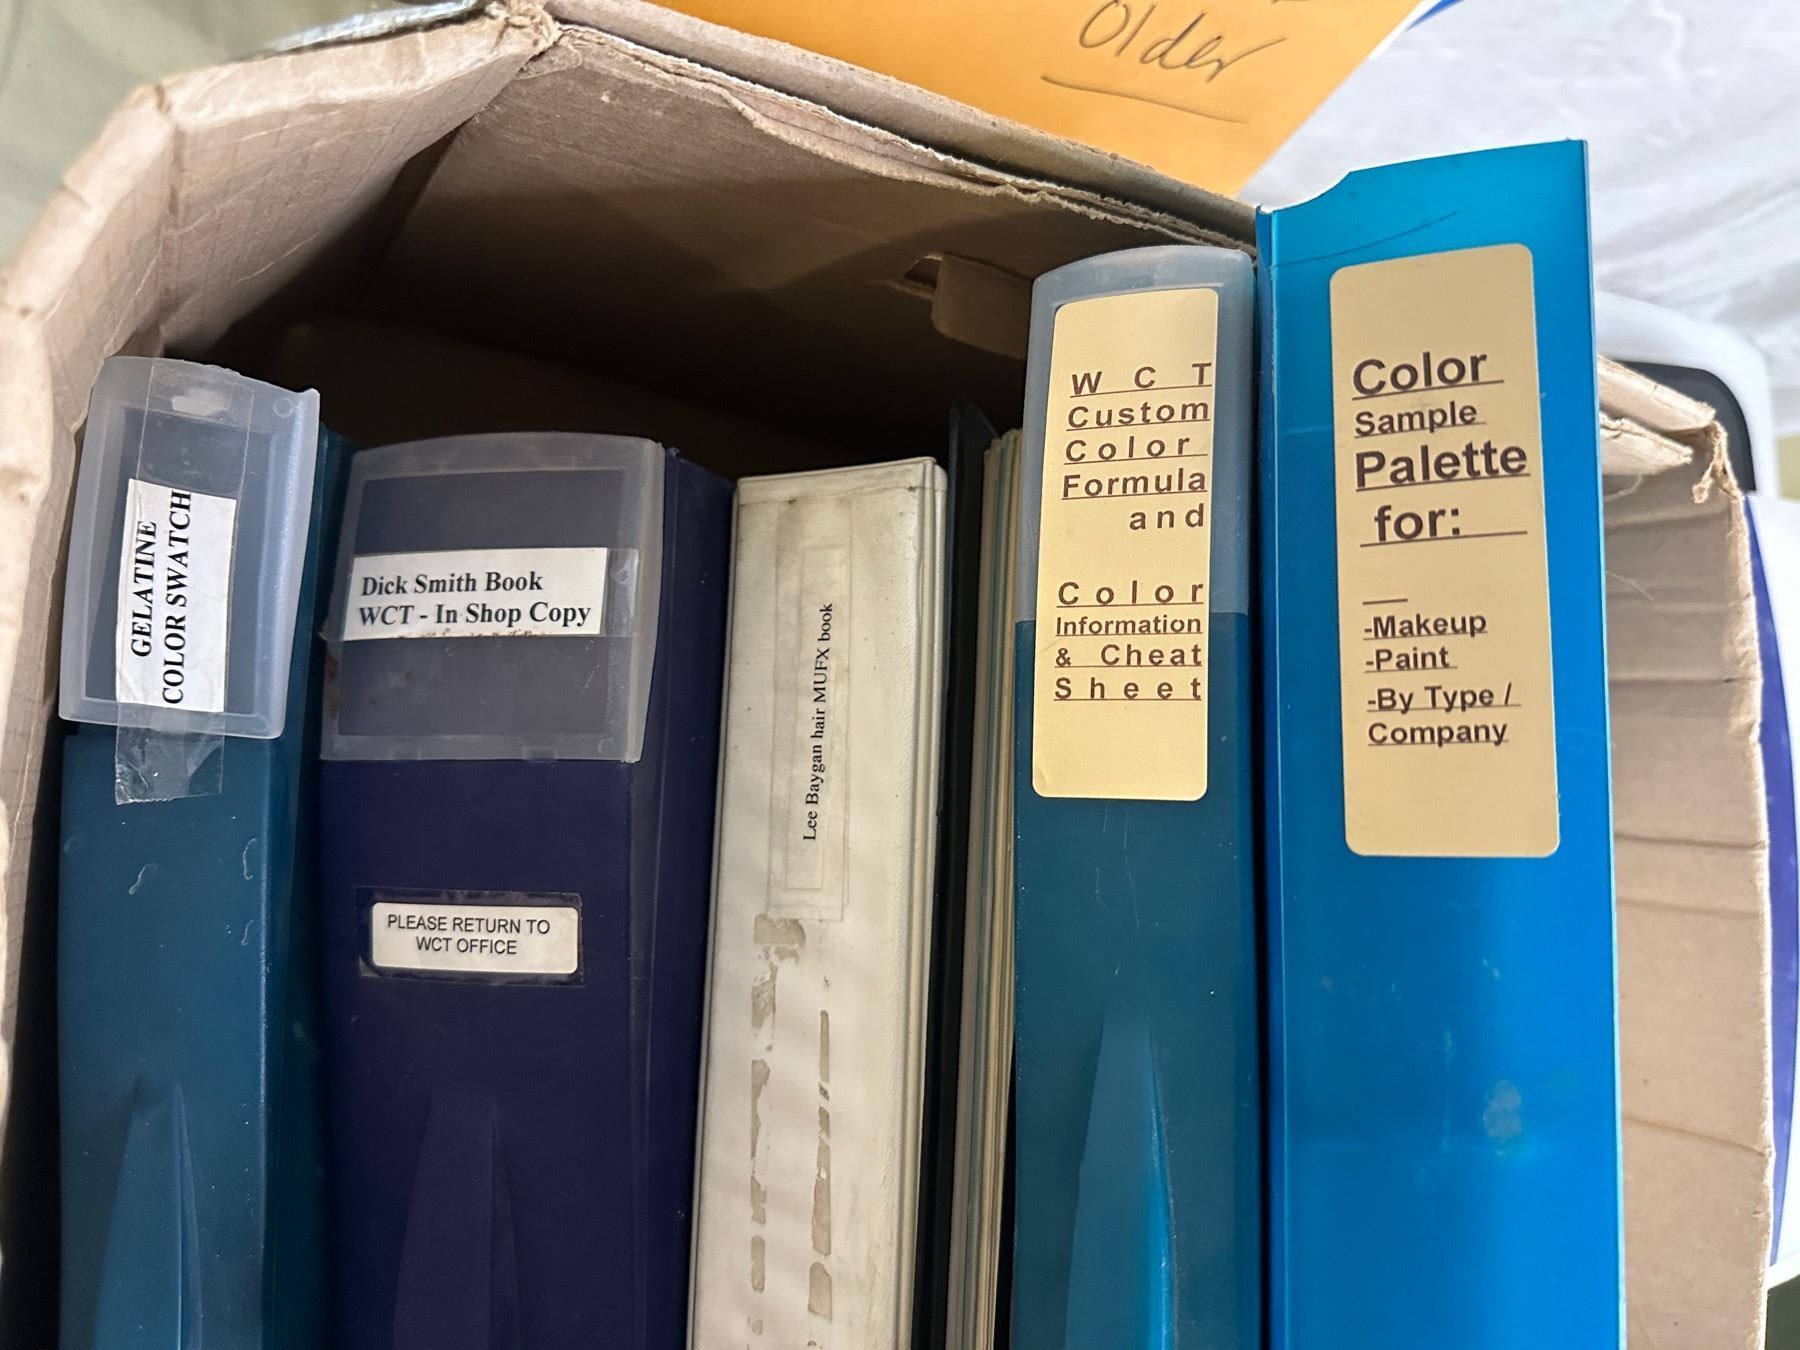 Older
GELATINE
COLOR SWATCH
Dick Smith Book
WCT - In Shop Copy
PLEASE RETURN TO
WCT OFFICE
Lee Baygan hair MUFX book
W C T
Custom
Color
Formula
and
Color
Information
& Cheat
Sheet
Color
Sample
Palette
for:
-Makeup
-Paint
-By Type /
Company